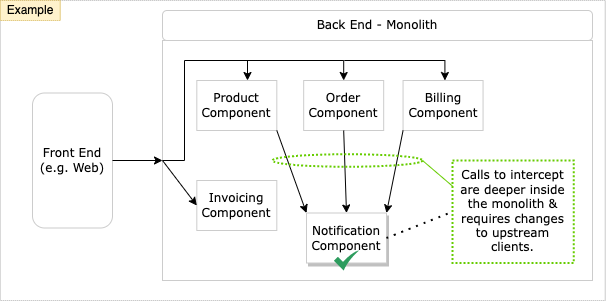 Example
Back End - Monolith
Product
Component
Order
Component
Billing
Component
Front End
(e.g. Web)
Invoicing
Component
Calls to intercept
are deeper inside
the monolith &
requires changes
to upstream
clients.
Notification
Component